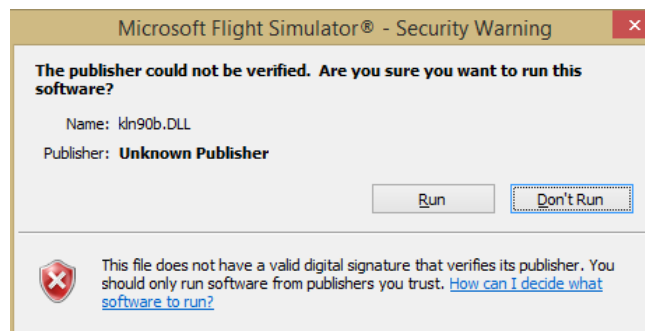 Microsoft Flight Simulator® - Security Warning
The publisher could not be verified.  Are you sure you want to run this
software?
Name: kln90b.DLL
Publisher: Unknown Publisher
Run
Don't Run
This file does not have a valid digital signature that verifies its publisher. You
should only run software from publishers you trust. How can I decide what
software to run?